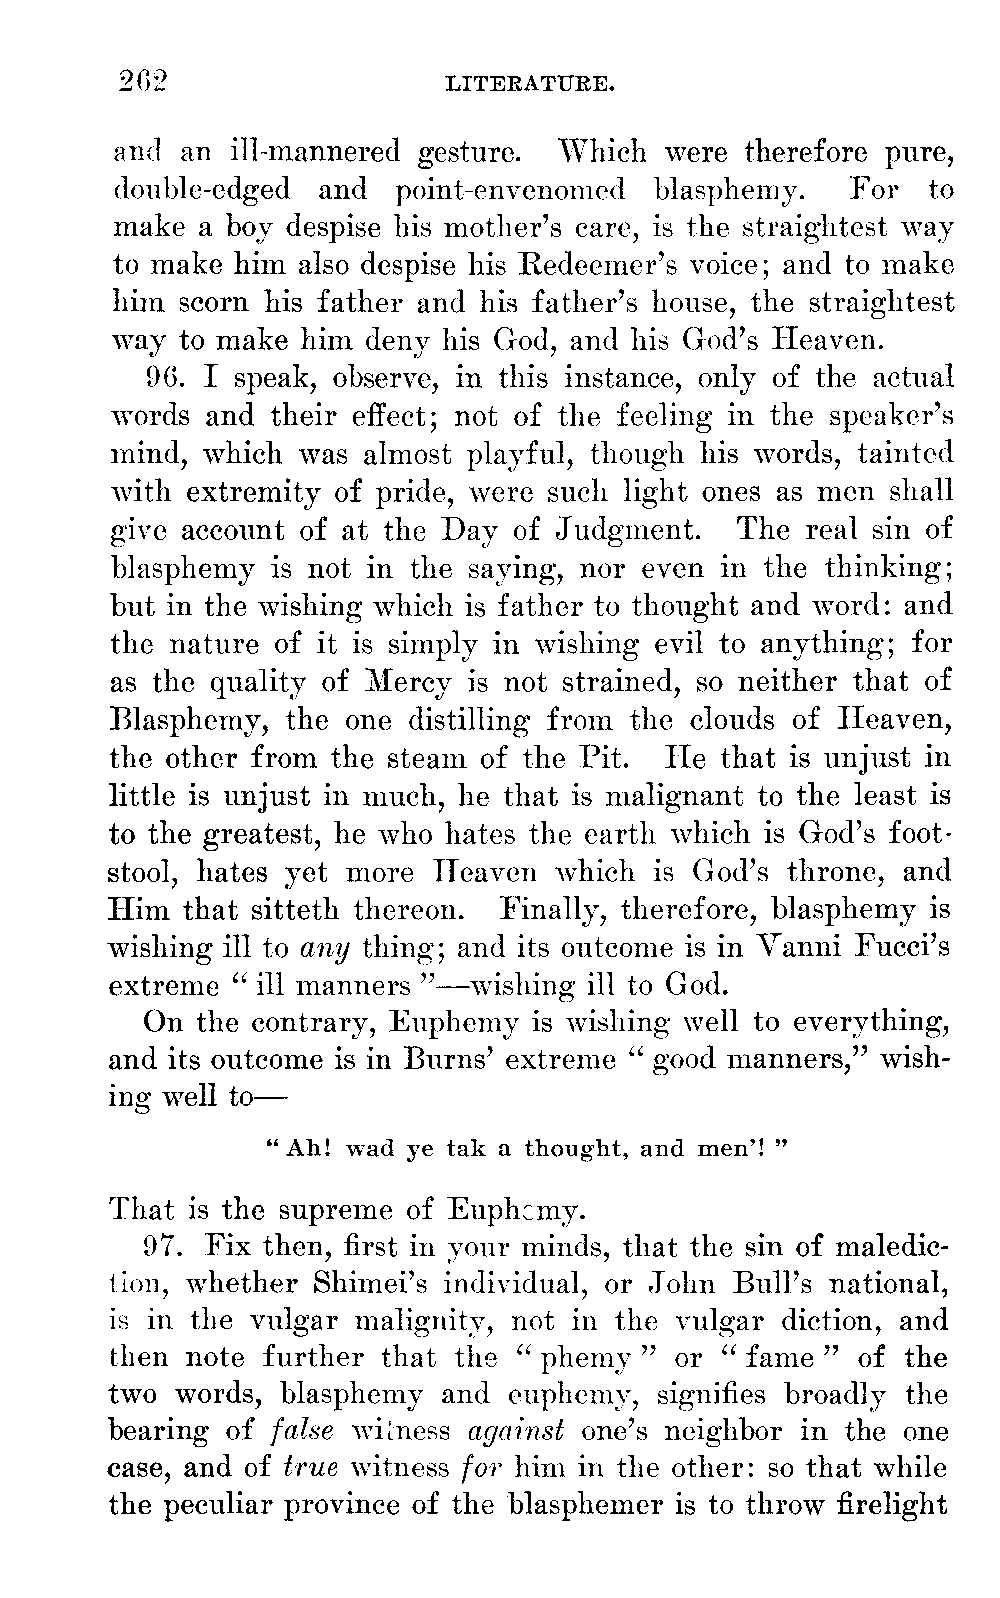 262 LITERATURE.
and an ill-mannered gesture. Which were therefore pure,
double-edged and point-envenomed blasphemy. For to
make a boy despise his mother's care, is the straightest way
to make him also despise his Redeemer's voice; and to make
him scorn his father and his father's house, the straightest
way to make him deny his God, and his God's Heaven.
96. I speak, observe, in this instance, only of the actual
words and their effect; not of the feeling in the speaker's
mind, which was almost playful, though his words, tainted
with extremity of pride, were such light ones as men shall
give account of at the Day of Judgment. The real sin of
blasphemy is not in the saying, nor even in the thinking;
but in the wishing which is father to thought and word: and
the nature of it is simply in wishing evil to anything; for
as the quality of Mercy is not strained, so neither that of
Blasphemy, the one distilling from the clouds of Heaven,
the other from the steam of the Pit. He that is unjust in
little is unjust in much, he that is malignant to the least is
to the greatest, he who hates the earth which is God's foot-
stool, hates yet more Heaven which is God's throne, and
Him that sitteth thereon. Finally, therefore, blasphemy is
wishing ill to any thing; and its outcome is in Vanni Fucci's
extreme " ill manners "—wishing ill to God.
On the contrary, Euphemy is wishing well to everything,
and its outcome is in Burns' extreme " good manners," wish-
ing well to—
" Ah! wad ye tak a thought, and men'! "
That is the supreme of Euphemy.
97. Fix then, first in your minds, that the sin of maledic-
tion, whether Shimei's individual, or John Bull's national,
is in the vulgar malignity, not in the vulgar diction, and
then note further that the " phemy " or " fame " of the
two words, blasphemy and euphemy, signifies broadly the
bearing of false witness against one's neighbor in the one
case, and of true witness for him in the other: so that while
the peculiar province of the blasphemer is to throw firelight